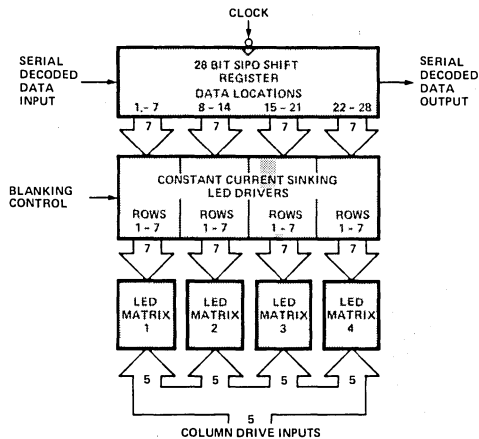 CLOCK
SERIAL
DECODED
DATA
INPUT
28 BIT SIPO SHIFT
REGISTER
DATA LOCATIONS
1 - 7 8 - 14 15 - 21 22 - 28
SERIAL
DECODED
DATA
OUTPUT
7 7 7 7
BLANKING
CONTROL
CONSTANT CURRENT SINKING
LED DRIVERS
ROWS ROWS ROWS ROWS
1 - 7 1 - 7 1 - 7 1 - 7
7 7 7 7
LED LED LED LED
MATRIX MATRIX MATRIX MATRIX
1 2 3 4
5 5 5 5
5
COLUMN DRIVE INPUTS